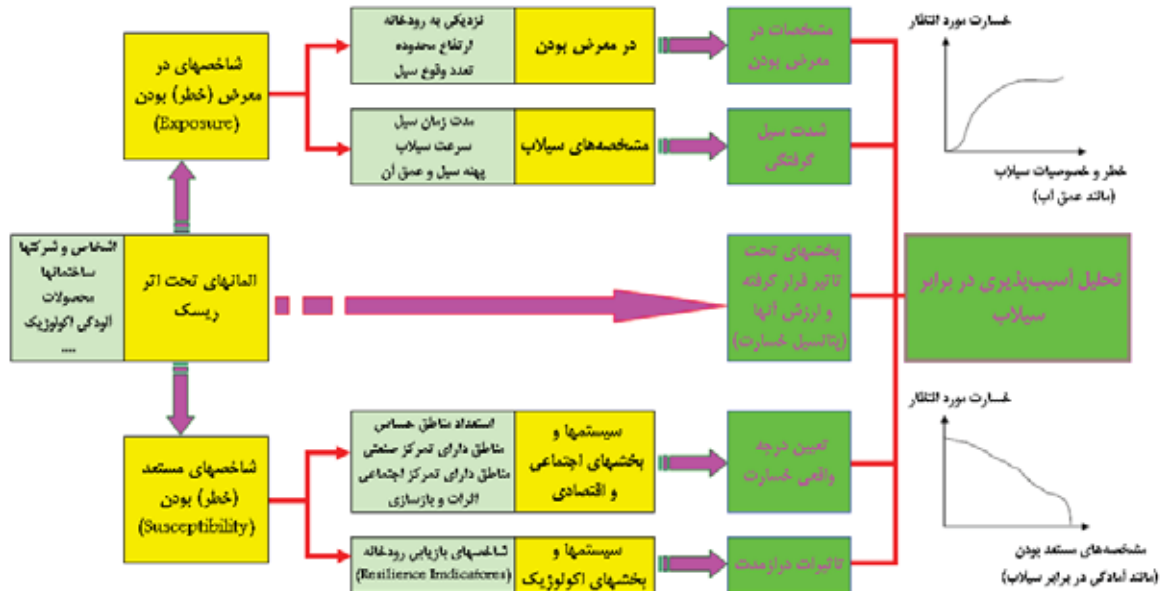 شاخصهای در
معرض (خطر) بودن
(Exposure)
نزدیکی به رودخانه
ارتفاع محدوده
تعدد وقوع سیل
در معرض بودن
مشخصات در
معرض بودن
مدت زمان سیل
سرعت سیلاب
پهنه سیل و عمق آن
مشخصه‌های سیلاب
شدت سیل
گرفتگی
خسارت مورد انتظار
خطر و خصوصیات سیلاب
(مانند عمق آب)
اشخاص و شرکتها
ساختمانها
محصولات
آلودگی اکولوژیک
....
المانهای تحت اثر
ریسک
بخشهای تحت
تاثیر قرار گرفته
و ارزش آنها
(پتانسیل خسارت)
تحلیل آسیب‌پذیری در برابر
سیلاب
شاخصهای مستعد
(خطر) بودن
(Susceptibility)
استعداد مناطق حساس
مناطق دارای تمرکز صنعتی
مناطق دارای تمرکز اجتماعی
اثرات و بازسازی
سیستمها و
بخشهای اجتماعی
و اقتصادی
تعیین درجه
واقعی خسارت
شاخصهای بازیابی رودخانه
(Resilience Imdicatores)
سیستمها و
بخشهای اکولوژیک
تاثیرات درازمدت
خسارت مورد انتظار
مشخصه‌های مستعد بودن
(مانند آمادگی در برابر سیلاب)